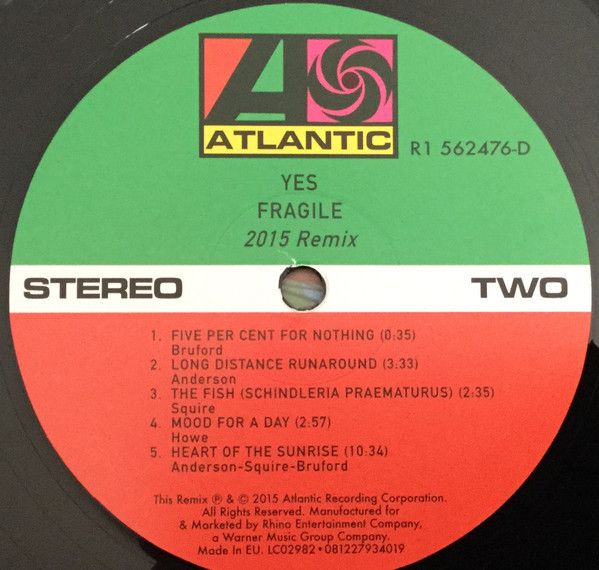 ATLANTIC
R1 562476-D
YES
FRAGILE
2015 Remix
STEREO TWO
1. FIVE PER CENT FOR NOTHING (0:35)
Bruford
2. LONG DISTANCE RUNAROUND (3:33)
Anderson
3. THE FISH (SCHINDLERIA PRAEMATURUS) (2:35)
Squire
4. MOOD FOR A DAY (2:57)
Howe
5. HEART OF THE SUNRISE (10:34)
Anderson-Squire-Bruford
This Remix ℗ & © 2015 Atlantic Recording Corporation.
All Rights Reserved. Manufactured for
& Marketed by Rhino Entertainment Company,
a Warner Music Group Company.
Made in EU. LC02982 • 081227934019